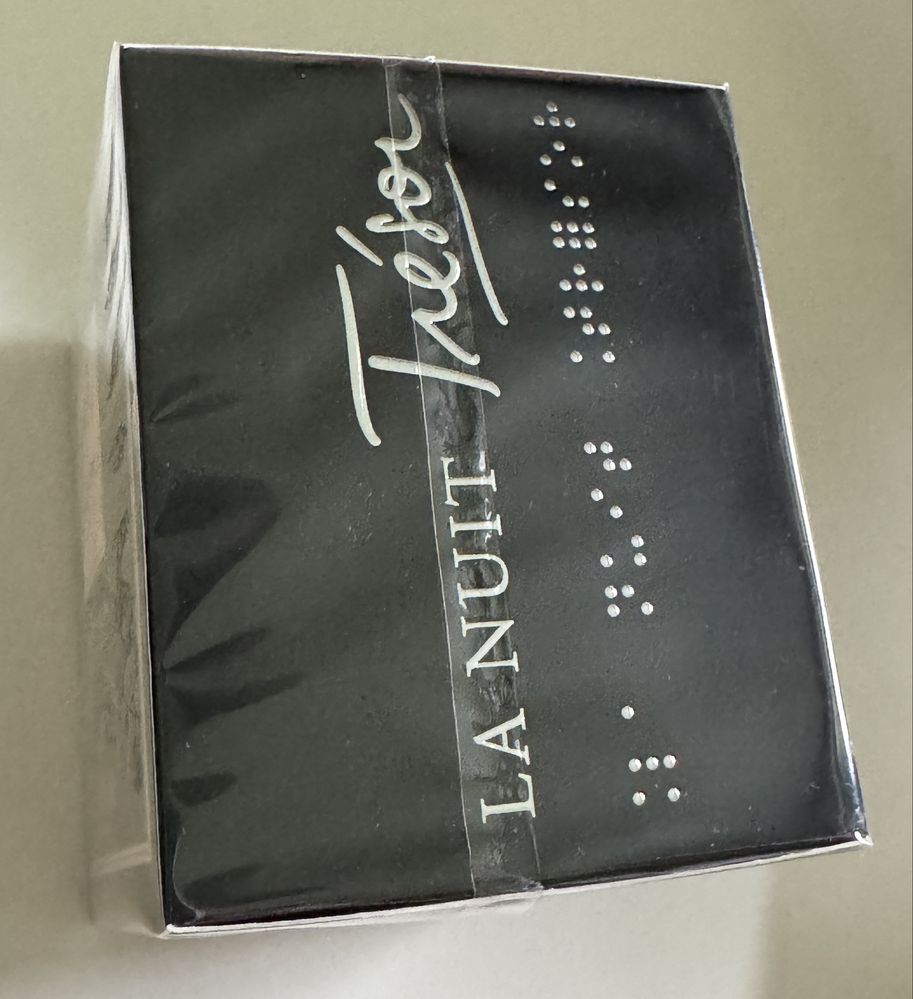 LA NUIT Trésor
⠨⠇⠁ ⠝⠥⠊⠞ ⠨⠞⠗⠿⠎⠕⠗